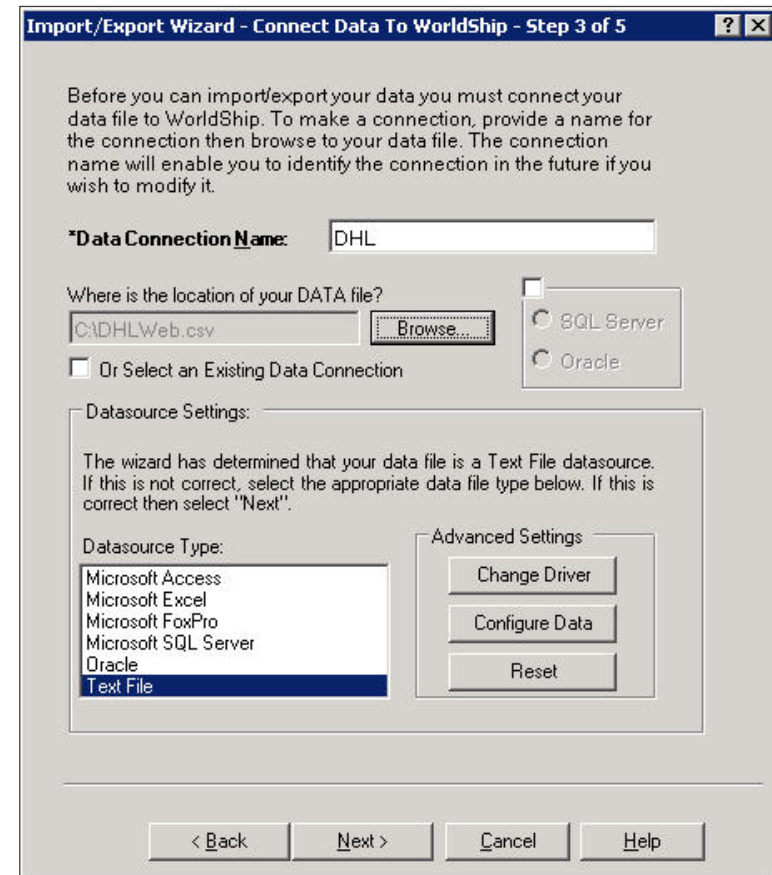 Import/Export Wizard - Connect Data To WorldShip - Step 3 of 5
Before you can import/export your data you must connect your
data file to WorldShip. To make a connection, provide a name for
the connection then browse to your data file. The connection
name will enable you to identify the connection in the future if you
wish to modify it.
*Data Connection Name: DHL
Where is the location of your DATA file?
C:\DHLWeb.csv Browse...
SQL Server
Oracle
Or Select an Existing Data Connection
Datasource Settings:
The wizard has determined that your data file is a Text File datasource.
If this is not correct, select the appropriate data file type below. If this is
correct then select "Next".
Datasource Type:
Microsoft Access
Microsoft Excel
Microsoft FoxPro
Microsoft SQL Server
Oracle
Text File
Advanced Settings
Change Driver
Configure Data
Reset
< Back Next > Cancel Help